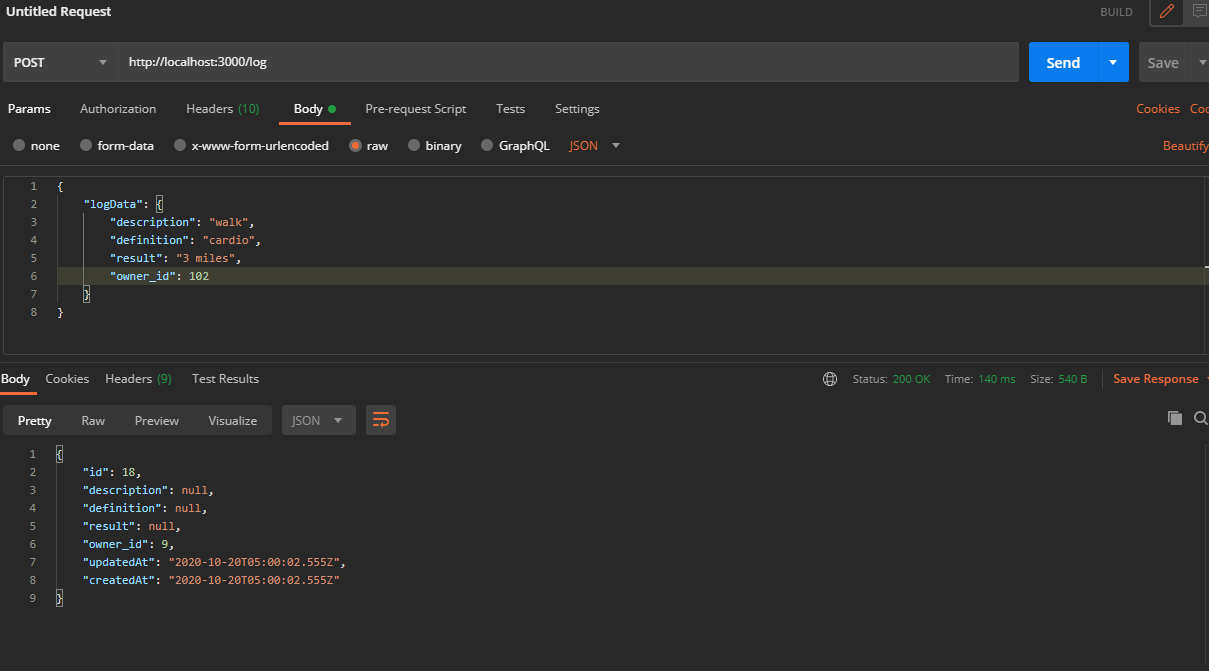 Untitled Request
BUILD
POST
http://localhost:3000/log
Send
Save
Params Authorization Headers (10) Body Pre-request Script Tests Settings
Cookies
none form-data x-www-form-urlencoded raw binary GraphQL JSON
Beautify
1 {
2 "logData": {
3 "description": "walk",
4 "definition": "cardio",
5 "result": "3 miles",
6 "owner_id": 102
7 }
8 }
Body Cookies Headers (9) Test Results
Status: 200 OK Time: 140 ms Size: 540 B
Save Response
Pretty Raw Preview Visualize JSON
1 {
2 "id": 18,
3 "description": null,
4 "definition": null,
5 "result": null,
6 "owner_id": 9,
7 "updatedAt": "2020-10-20T05:00:02.555Z",
8 "createdAt": "2020-10-20T05:00:02.555Z"
9 }